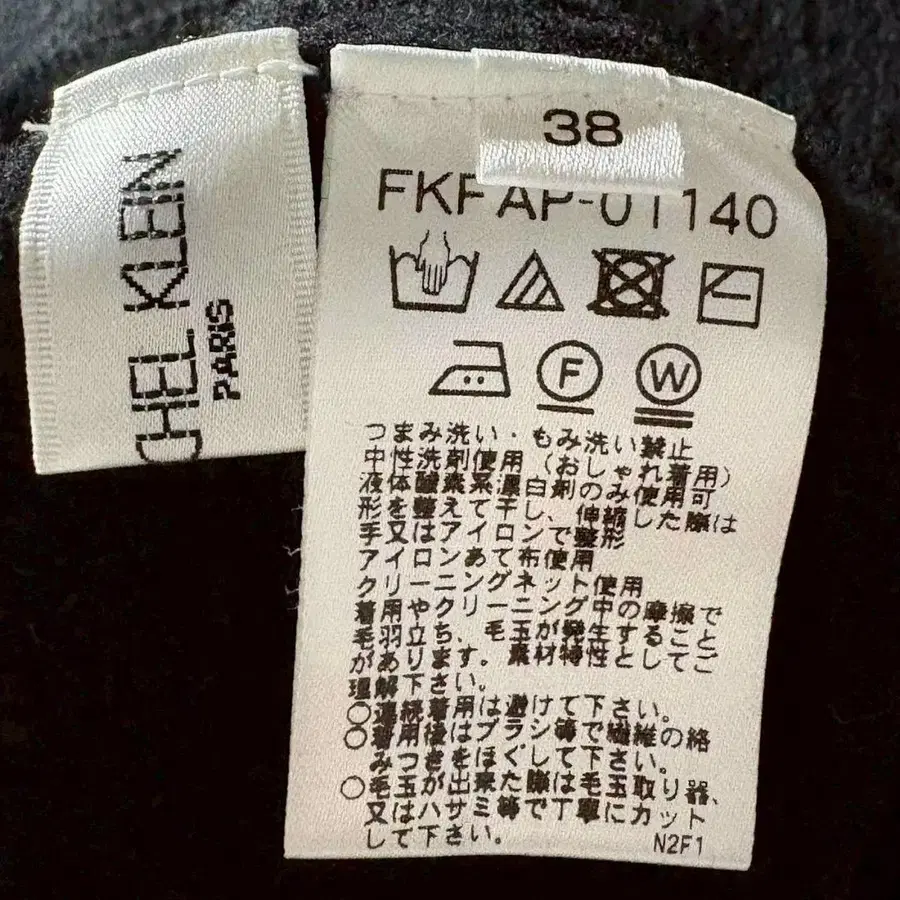 CHEL KLEIN
PARIS
38
FKFAP-01140
F
W
つまみ洗い・もみ洗い禁止
中性洗剤使用（おしゃれ着用）
液体酸素系漂白剤のみ使用可
形を整えて干し、伸縮した際は
手又はアイロンで整形
アイロンあて布使用
クリーニングネット使用
着用やクリーニング中の摩擦で
毛羽立ち、毛玉が発生すること
があります。素材特性としてご
理解下さい。
○連続着用は避けて下さい。
○着用後はブラシ等で繊維の絡
みつきをほぐして下さい。
○毛玉が出来た際は毛玉取り器、
又はハサミ等で丁寧にカット
して下さい。
N2F1